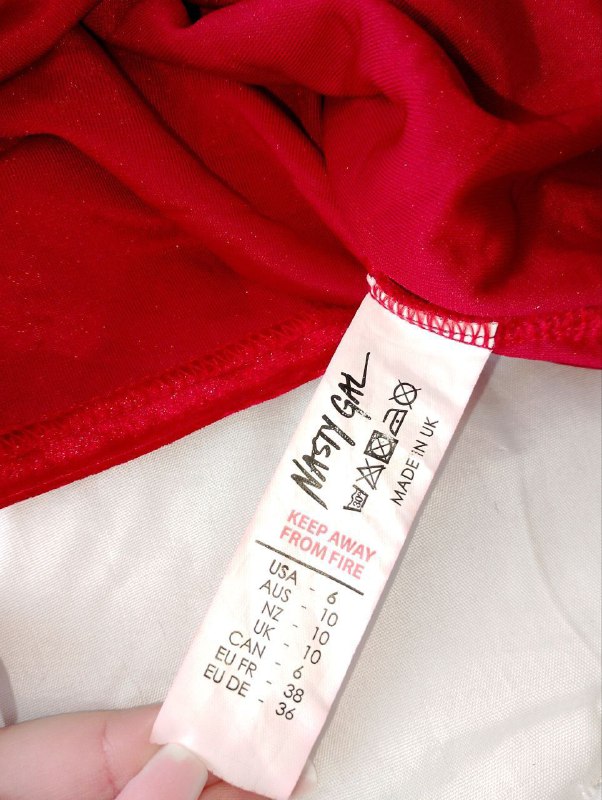 NASTY GAL
30°
MADE IN UK
KEEP AWAY
FROM FIRE
USA - 6
AUS - 10
NZ - 10
UK - 10
CAN - 6
EU FR - 38
EU DE - 36